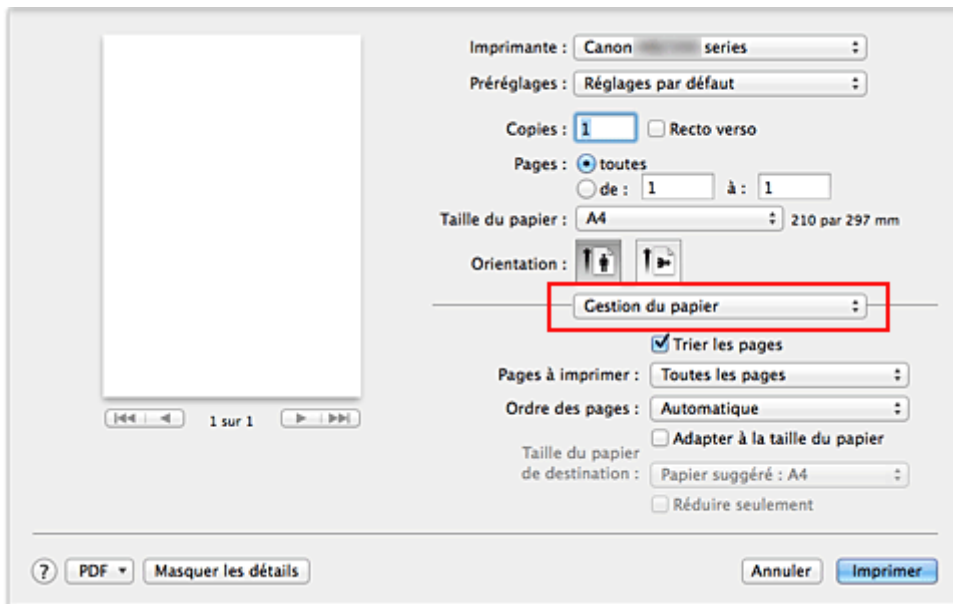 Imprimante : Canon series
Préréglages : Réglages par défaut
Copies : 1 Recto verso
Pages : toutes
de : 1 à : 1
Taille du papier : A4 210 par 297 mm
Orientation :
Gestion du papier
Trier les pages
Pages à imprimer : Toutes les pages
Ordre des pages : Automatique
Adapter à la taille du papier
Taille du papier
de destination : Papier suggéré : A4
Réduire seulement
1 sur 1
? PDF Masquer les détails Annuler Imprimer